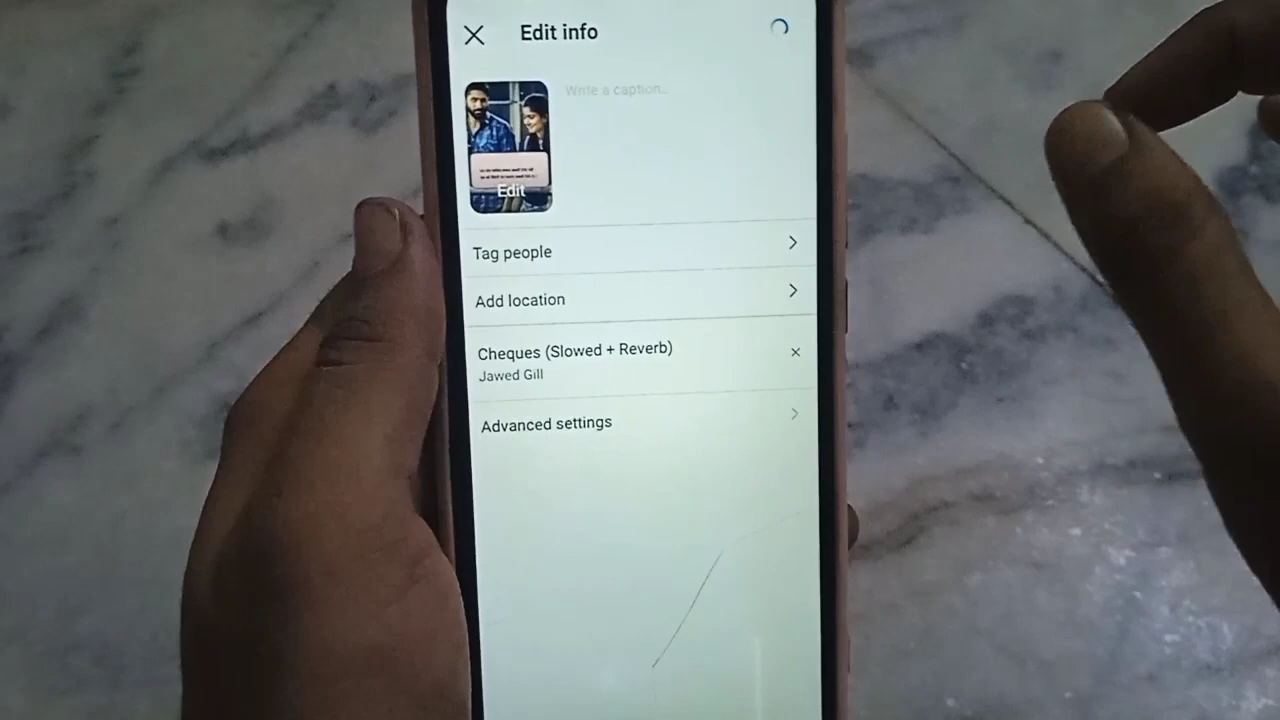 Edit info
Write a caption...
Edit
Tag people
Add location
Cheques (Slowed + Reverb)
Jawed Gill
Advanced settings